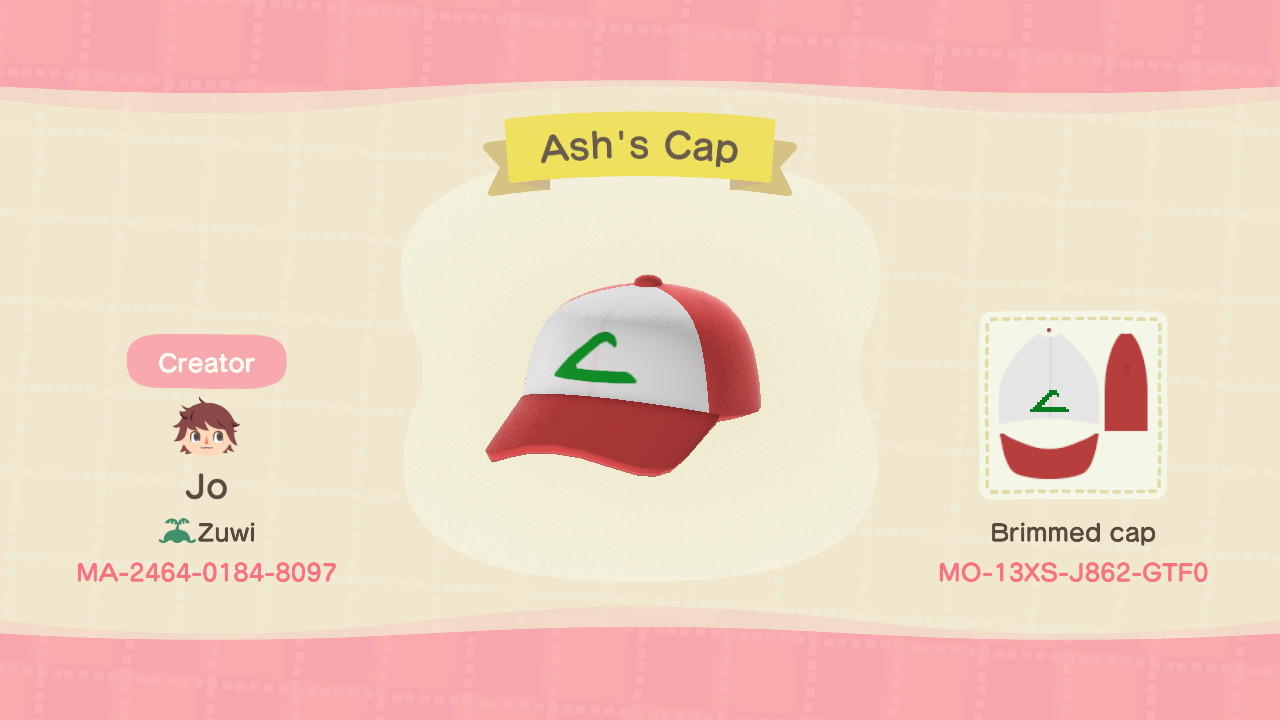 Ash's Cap
Creator
Jo
Zuwi
MA-2464-0184-8097
Brimmed cap
MO-13XS-J862-GTF0